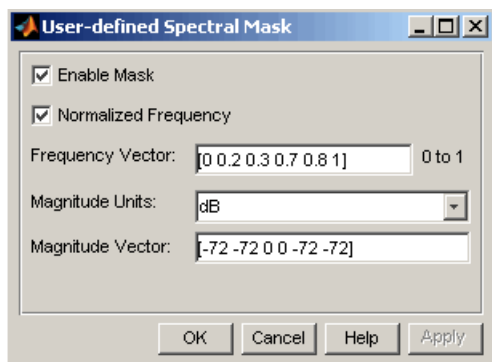 User-defined Spectral Mask
Enable Mask
Normalized Frequency
Frequency Vector: [0 0.2 0.3 0.7 0.8 1] 0 to 1
Magnitude Units: dB
Magnitude Vector: [-72 -72 0 0 -72 -72]
OK Cancel Help Apply